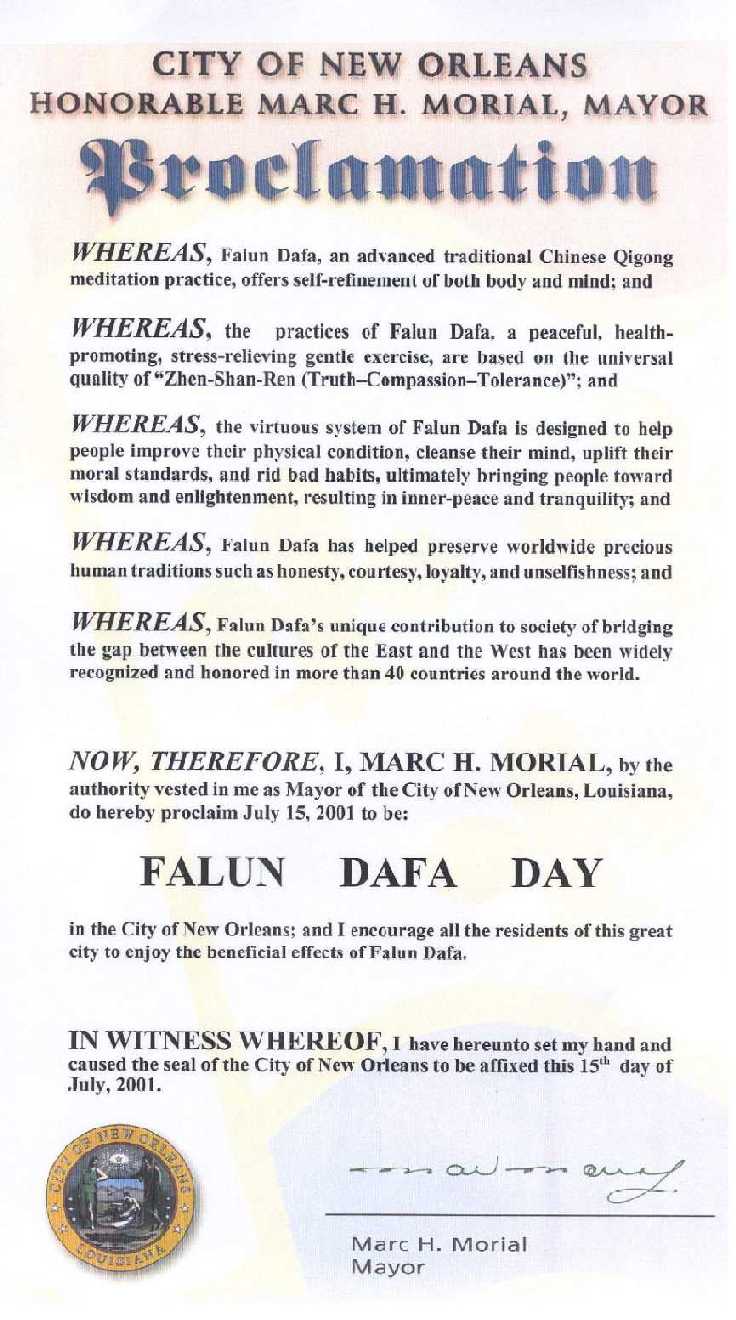 CITY OF NEW ORLEANS
HONORABLE MARC H. MORIAL, MAYOR
Proclamation
WHEREAS, Falun Dafa, an advanced traditional Chinese Qigong
meditation practice, offers self-refinement of both body and mind; and
WHEREAS, the practices of Falun Dafa, a peaceful, health-
promoting, stress-relieving gentle exercise, are based on the universal
quality of “Zhen-Shan-Ren (Truth–Compassion–Tolerance)”; and
WHEREAS, the virtuous system of Falun Dafa is designed to help
people improve their physical condition, cleanse their mind, uplift their
moral standards, and rid bad habits, ultimately bringing people toward
wisdom and enlightenment, resulting in inner-peace and tranquility; and
WHEREAS, Falun Dafa has helped preserve worldwide precious
human traditions such as honesty, courtesy, loyalty, and unselfishness; and
WHEREAS, Falun Dafa’s unique contribution to society of bridging
the gap between the cultures of the East and the West has been widely
recognized and honored in more than 40 countries around the world.
NOW, THEREFORE, I, MARC H. MORIAL, by the
authority vested in me as Mayor of the City of New Orleans, Louisiana,
do hereby proclaim July 15, 2001 to be:
FALUN DAFA DAY
in the City of New Orleans; and I encourage all the residents of this great
city to enjoy the beneficial effects of Falun Dafa.
IN WITNESS WHEREOF, I have hereunto set my hand and
caused the seal of the City of New Orleans to be affixed this 15th day of
July, 2001.
CITY OF NEW ORLEANS
LOUISIANA
Marc H. Morial
Mayor